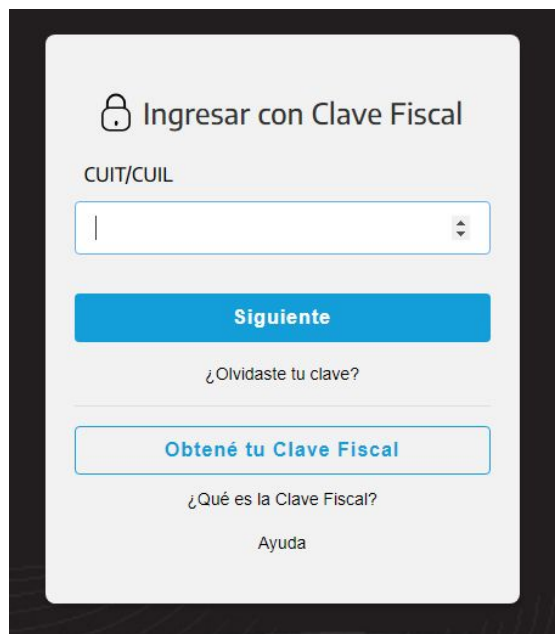 Ingresar con Clave Fiscal
CUIT/CUIL
Siguiente
¿Olvidaste tu clave?
Obtené tu Clave Fiscal
¿Qué es la Clave Fiscal?
Ayuda